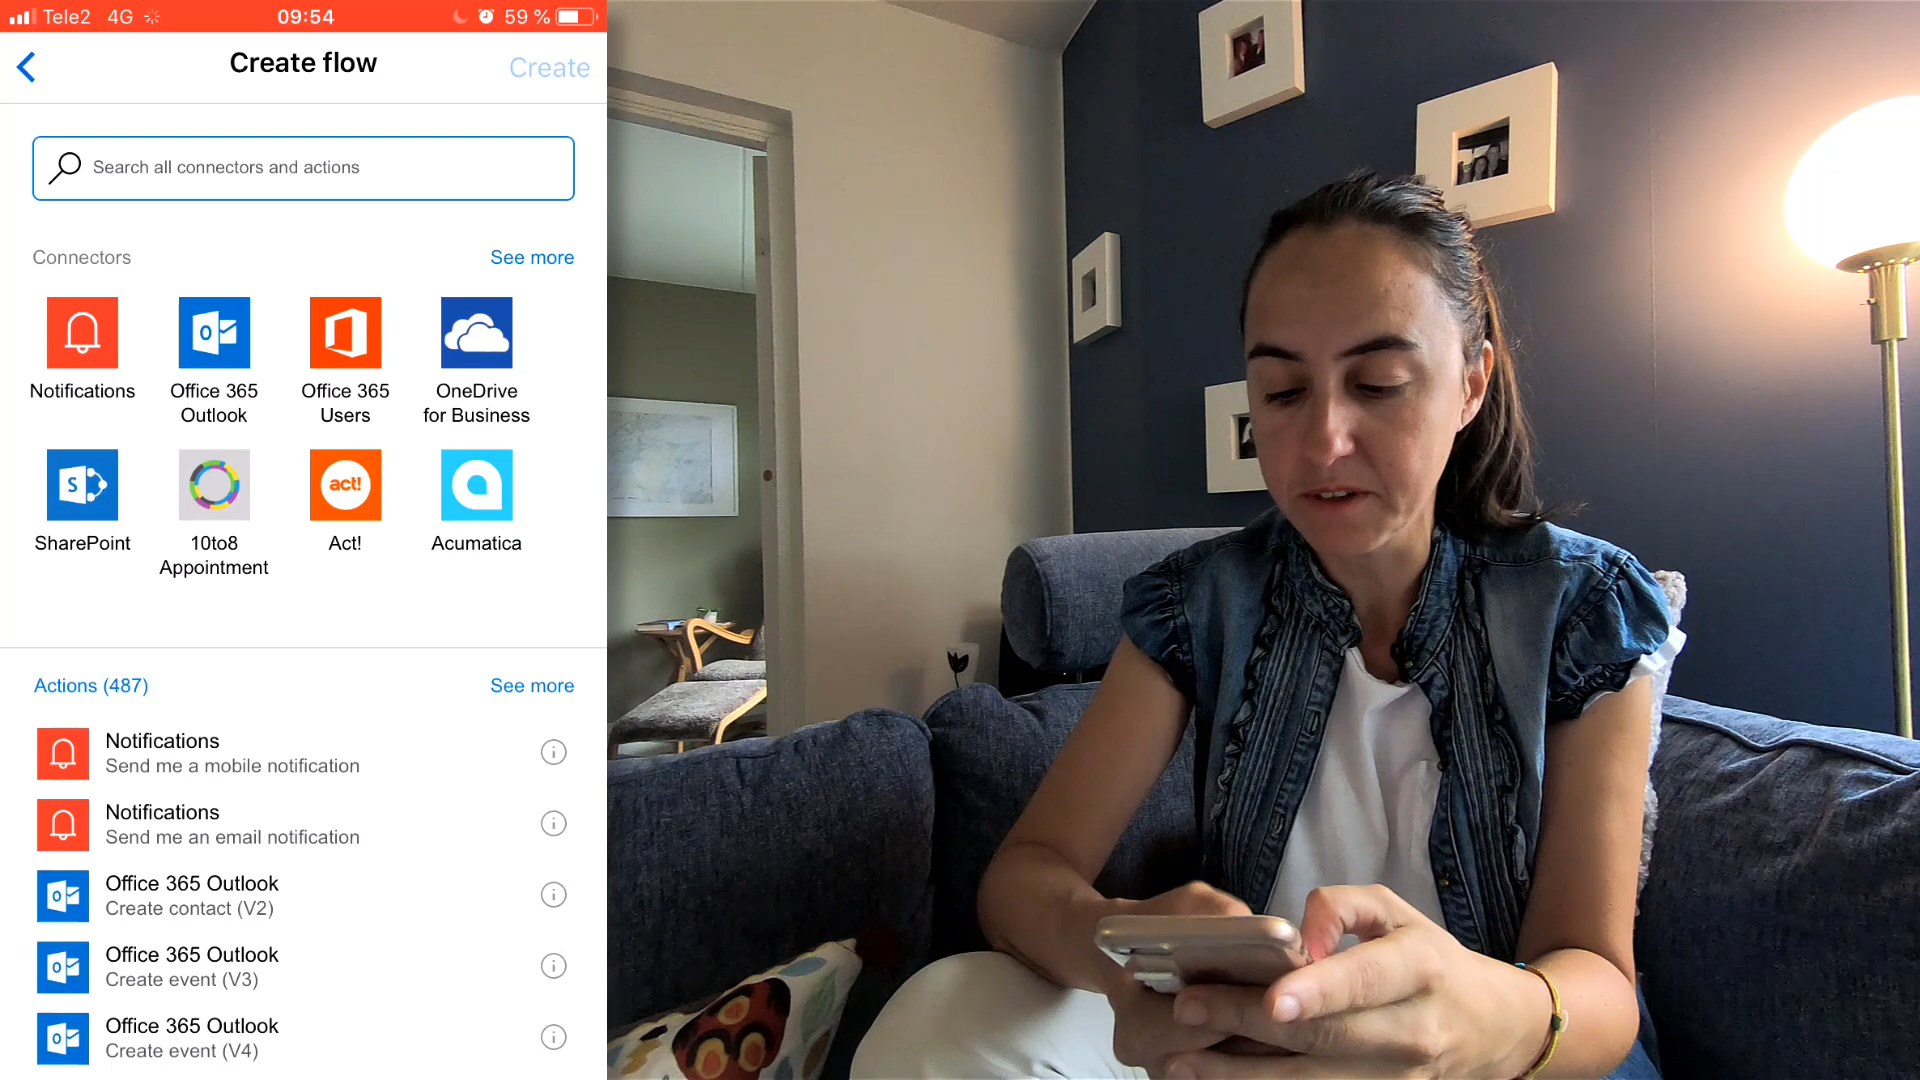 Tele2 4G 09:54 59 %
Create flow
Create
Search all connectors and actions
Connectors
See more
Notifications
Office 365
Outlook
Office 365
Users
OneDrive
for Business
SharePoint
10to8
Appointment
act!
Act!
Acumatica
Actions (487)
See more
Notifications
Send me a mobile notification
Notifications
Send me an email notification
Office 365 Outlook
Create contact (V2)
Office 365 Outlook
Create event (V3)
Office 365 Outlook
Create event (V4)